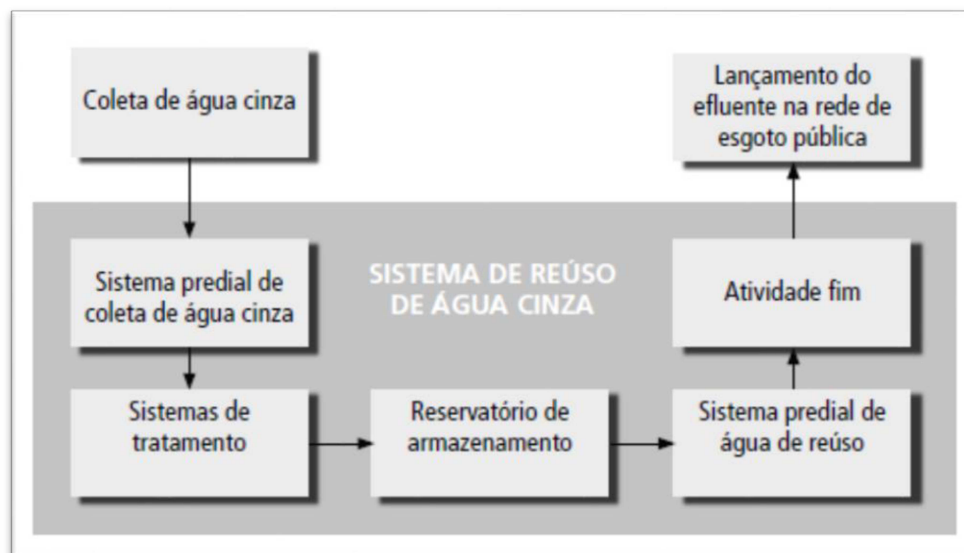 Coleta de água cinza
Lançamento do
efluente na rede de
esgoto pública
SISTEMA DE REÚSO
DE ÁGUA CINZA
Sistema predial de
coleta de água cinza
Atividade fim
Sistemas de
tratamento
Reservatório de
armazenamento
Sistema predial de
água de reúso